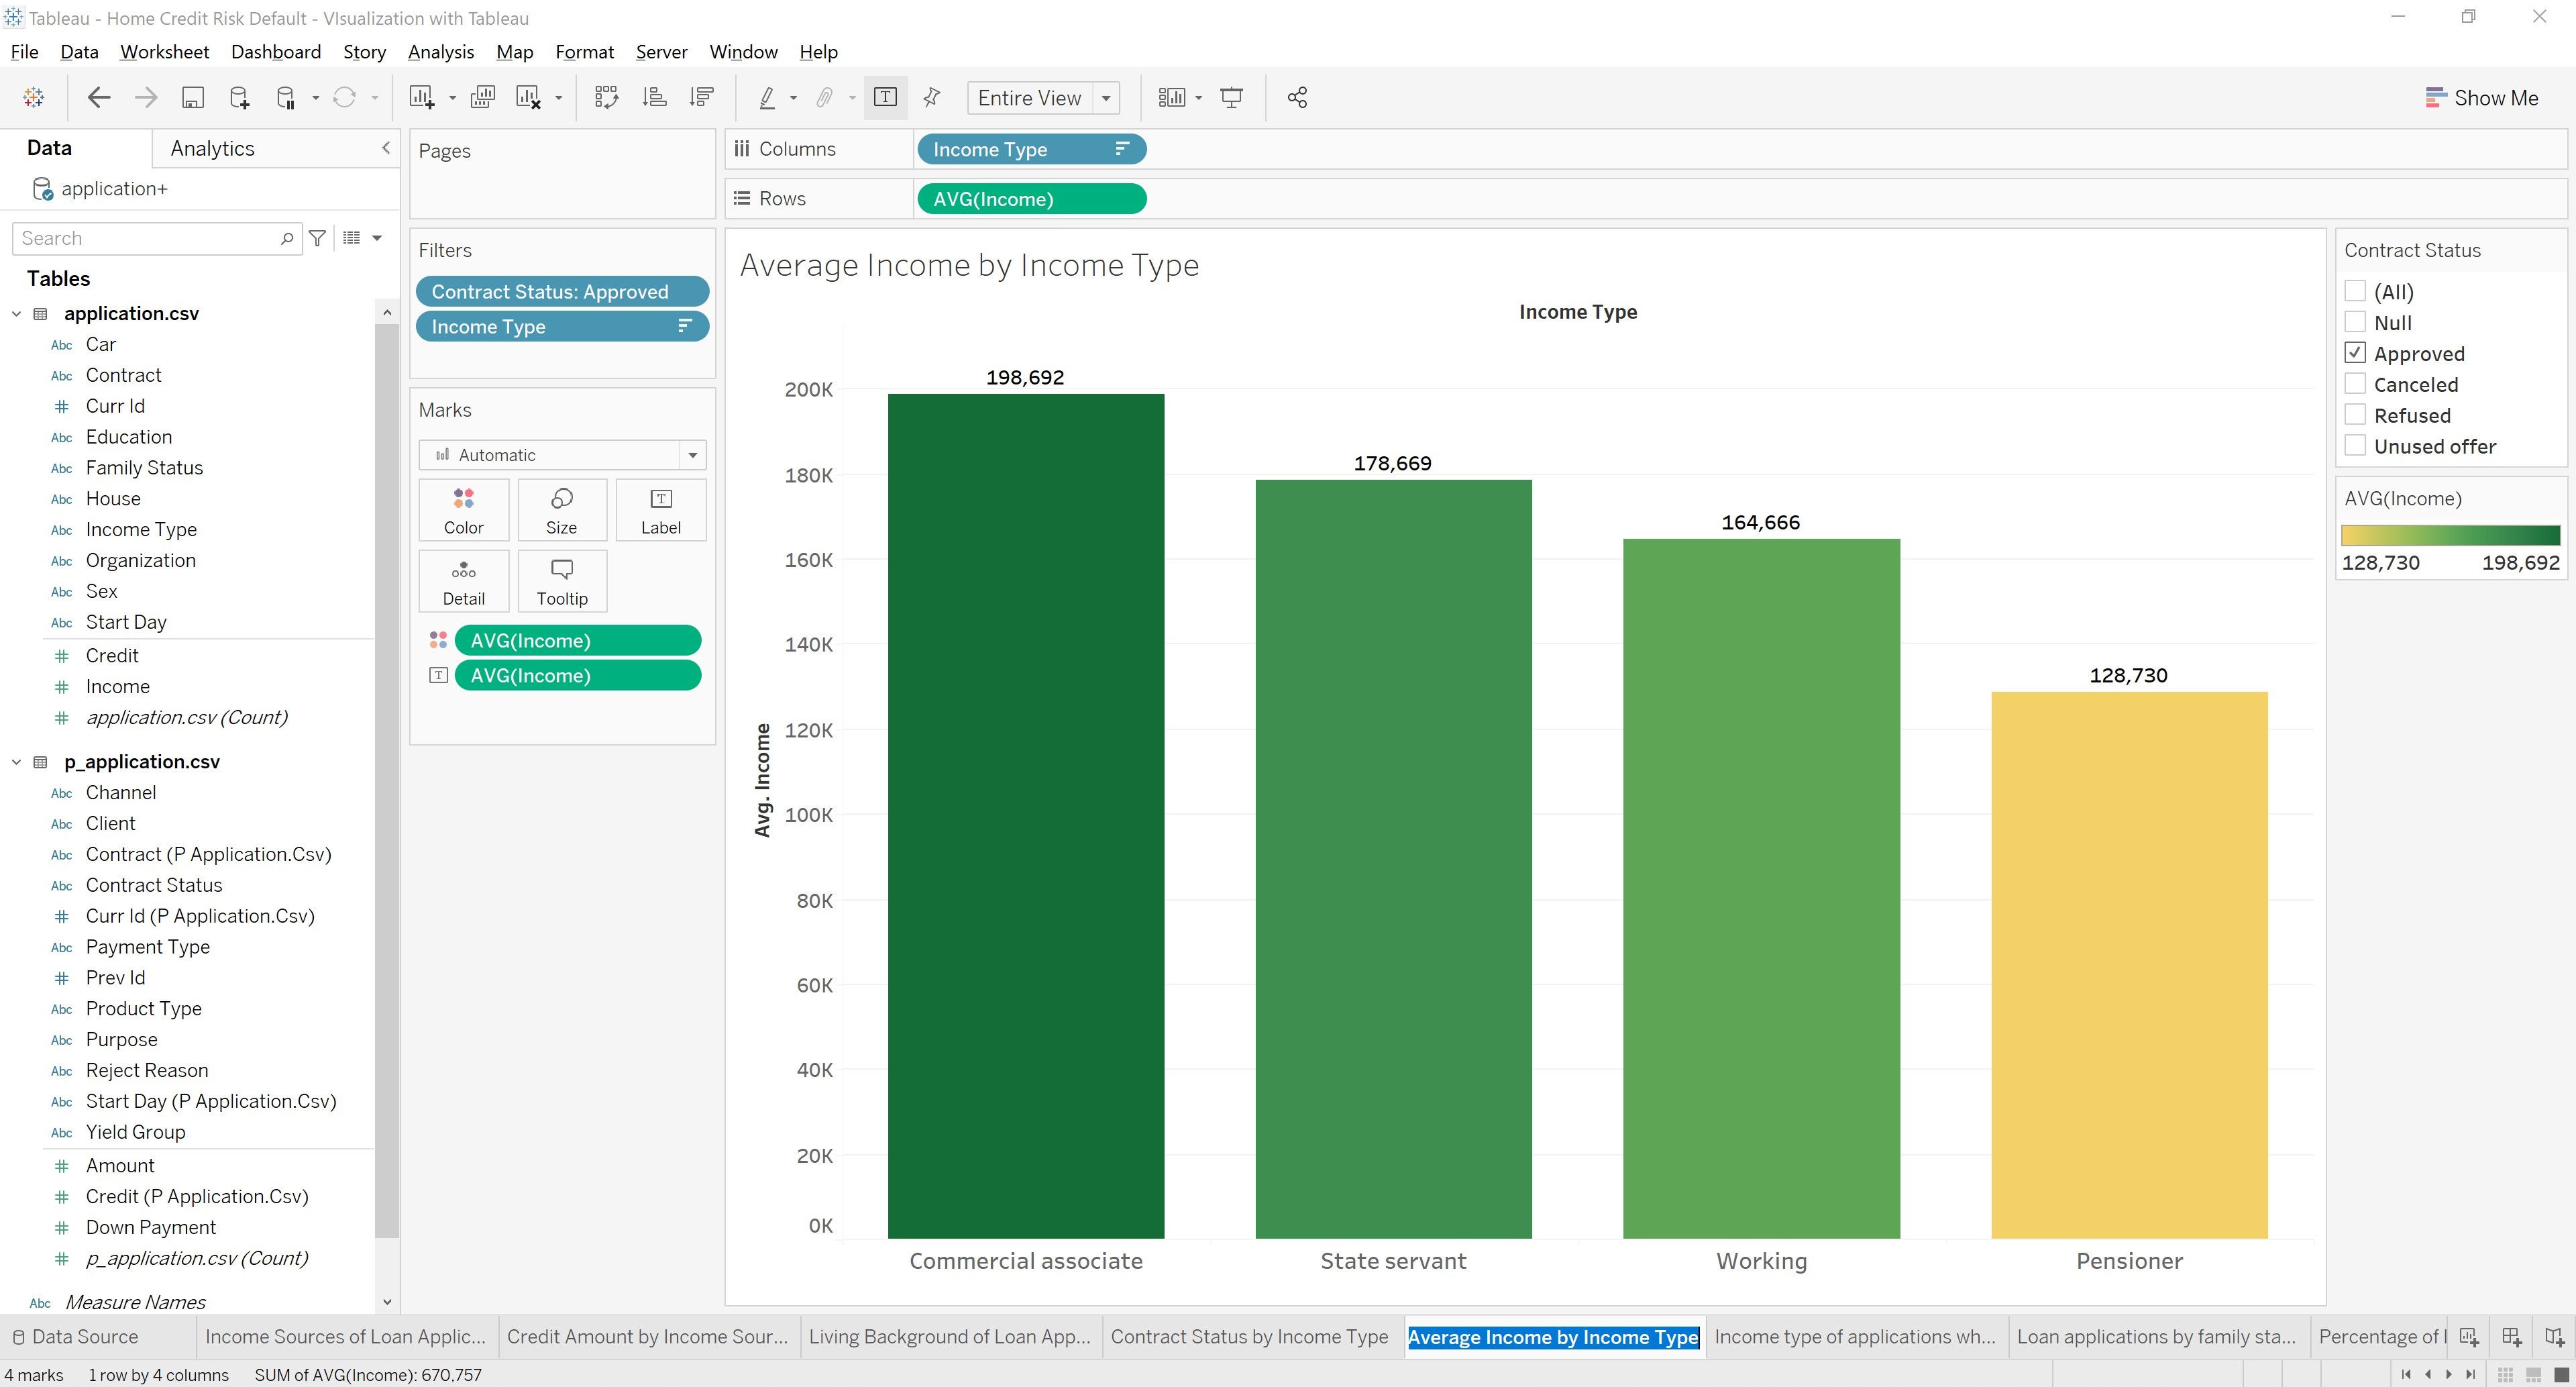 Tableau - Home Credit Risk Default - VIsualization with Tableau
File Data Worksheet Dashboard Story Analysis Map Format Server Window Help
Entire View
Show Me
Data Analytics
application+
Search
Tables
application.csv
Abc Car
Abc Contract
# Curr Id
Abc Education
Abc Family Status
Abc House
Abc Income Type
Abc Organization
Abc Sex
Abc Start Day
# Credit
# Income
# application.csv (Count)
p_application.csv
Abc Channel
Abc Client
Abc Contract (P Application.Csv)
Abc Contract Status
# Curr Id (P Application.Csv)
Abc Payment Type
# Prev Id
Abc Product Type
Abc Purpose
Abc Reject Reason
Abc Start Day (P Application.Csv)
Abc Yield Group
# Amount
# Credit (P Application.Csv)
# Down Payment
# p_application.csv (Count)
Abc Measure Names
Pages
Filters
Contract Status: Approved
Income Type
Marks
Automatic
Color Size Label
Detail Tooltip
AVG(Income)
T AVG(Income)
Columns Income Type
Rows AVG(Income)
Average Income by Income Type
Income Type
Avg. Income
200K
180K
160K
140K
120K
100K
80K
60K
40K
20K
0K
198,692
178,669
164,666
128,730
Commercial associate State servant Working Pensioner
Contract Status
(All)
Null
Approved
Canceled
Refused
Unused offer
AVG(Income)
128,730 198,692
Data Source Income Sources of Loan Applic... Credit Amount by Income Sour... Living Background of Loan App... Contract Status by Income Type Average Income by Income Type Income type of applications wh... Loan applications by family sta... Percentage of
4 marks 1 row by 4 columns SUM of AVG(Income): 670,757